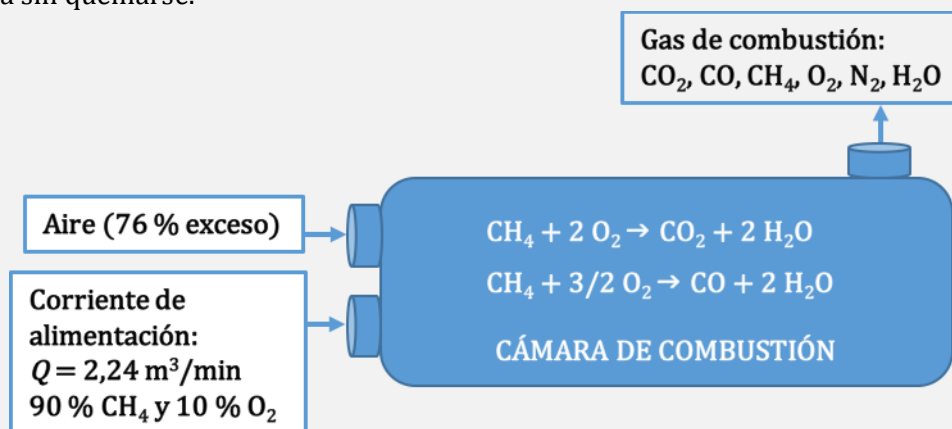 sin quemarse.
Gas de combustión:
CO₂, CO, CH₄, O₂, N₂, H₂O
Aire (76 % exceso)
CH₄ + 2 O₂ → CO₂ + 2 H₂O
CH₄ + 3/2 O₂ → CO + 2 H₂O
CÁMARA DE COMBUSTIÓN
Corriente de
alimentación:
Q = 2,24 m³/min
90 % CH₄ y 10 % O₂